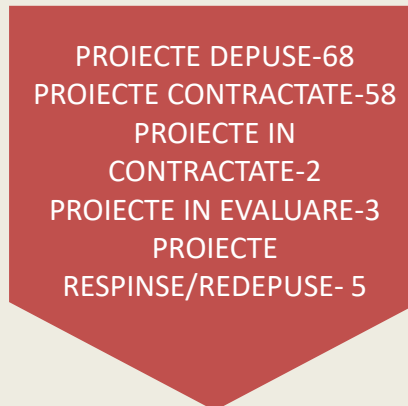 PROIECTE DEPUSE-68
PROIECTE CONTRACTATE-58
PROIECTE IN
CONTRACTATE-2
PROIECTE IN EVALUARE-3
PROIECTE
RESPINSE/REDEPUSE- 5